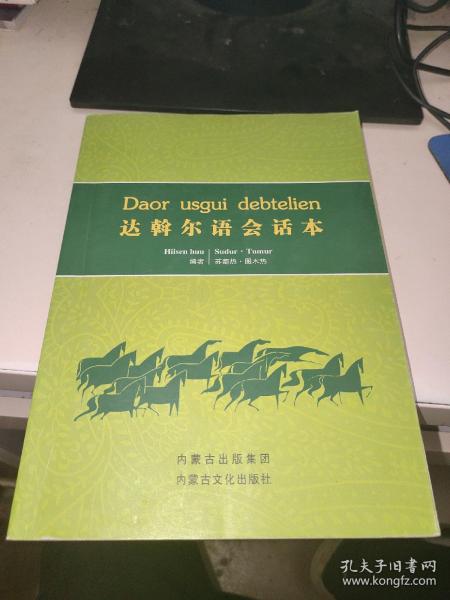 Daor usgui debtelien
达斡尔语会话本
Hiisen huu | Sudur·Tumur
编者 | 苏都热·图木热
内蒙古出版集团
内蒙古文化出版社
孔夫子旧书网
www.kongfz.com